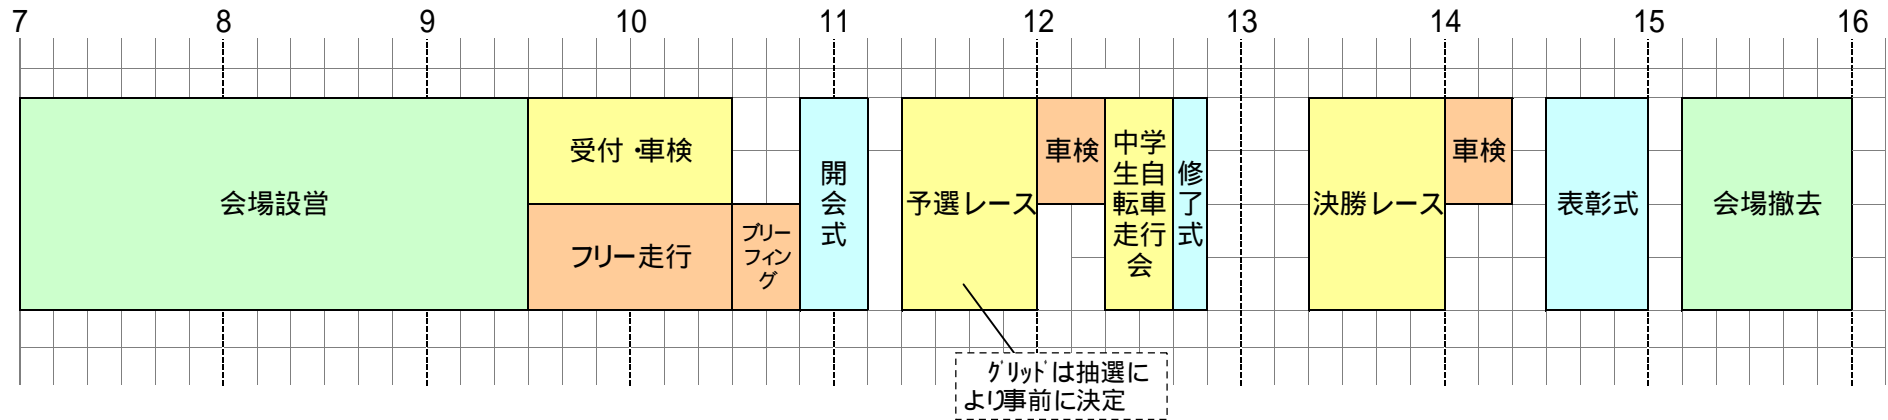 7 8 9 10 11 12 13 14 15 16
会場設営
受付・車検
フリー走行
ブリー
フィン
グ
開会式
予選レース
車検
中学
生自
転車
走行
会
修了式
決勝レース
車検
表彰式
会場撤去
グリッドは抽選に
より事前に決定